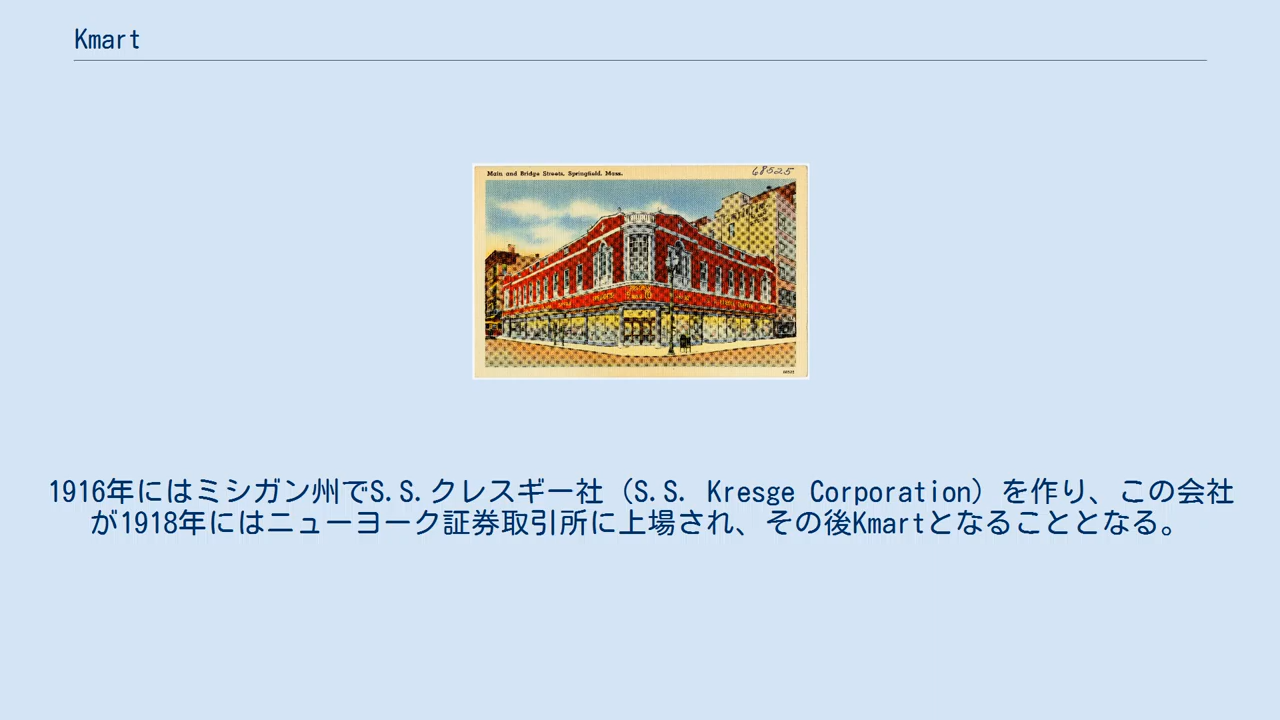 Kmart
Main and Bridge Streets, Springfield, Mass.
68525
1916年にはミシガン州でS.S.クレスギー社（S.S. Kresge Corporation）を作り、この会社
が1918年にはニューヨーク証券取引所に上場され、その後Kmartとなることとなる。